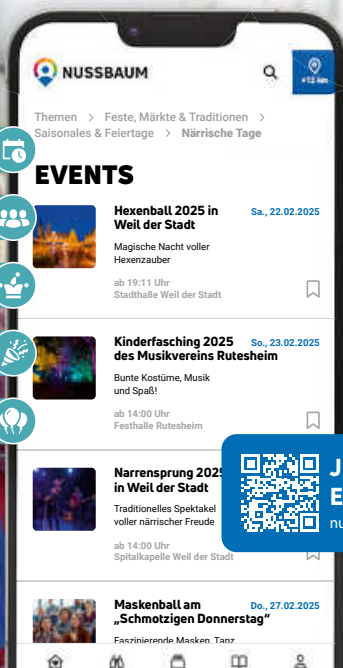 NUSSBAUM
+12 km
Themen > Feste, Märkte & Traditionen >
Saisonales & Feiertage > Närrische Tage
EVENTS
Hexenball 2025 in
Weil der Stadt
Sa., 22.02.2025
Magische Nacht voller
Hexenzauber
ab 19:11 Uhr
Stadthalle Weil der Stadt
Kinderfasching 2025
des Musikvereins Rutesheim
So., 23.02.2025
Bunte Kostüme, Musik
und Spaß!
ab 14:00 Uhr
Festhalle Rutesheim
Narrensprung 2025
in Weil der Stadt
Traditionelles Spektakel
voller närrischer Freude
ab 14:00 Uhr
Spitalkapelle Weil der Stadt
J
E
nu
Maskenball am
„Schmotzigen Donnerstag“
Do., 27.02.2025
Faszinierende Masken, Tanz